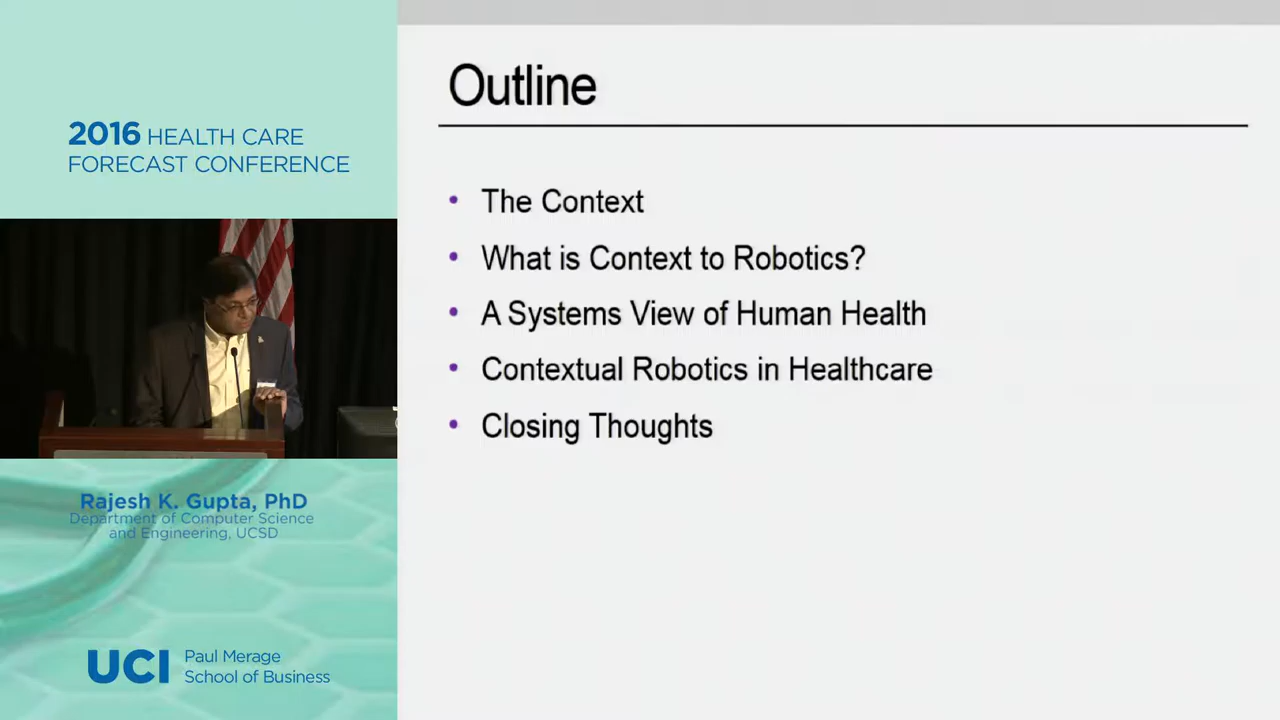 2016 HEALTH CARE
FORECAST CONFERENCE
Rajesh K. Gupta, PhD
Department of Computer Science
and Engineering, UCSD
UCI Paul Merage
School of Business
Outline
• The Context
• What is Context to Robotics?
• A Systems View of Human Health
• Contextual Robotics in Healthcare
• Closing Thoughts